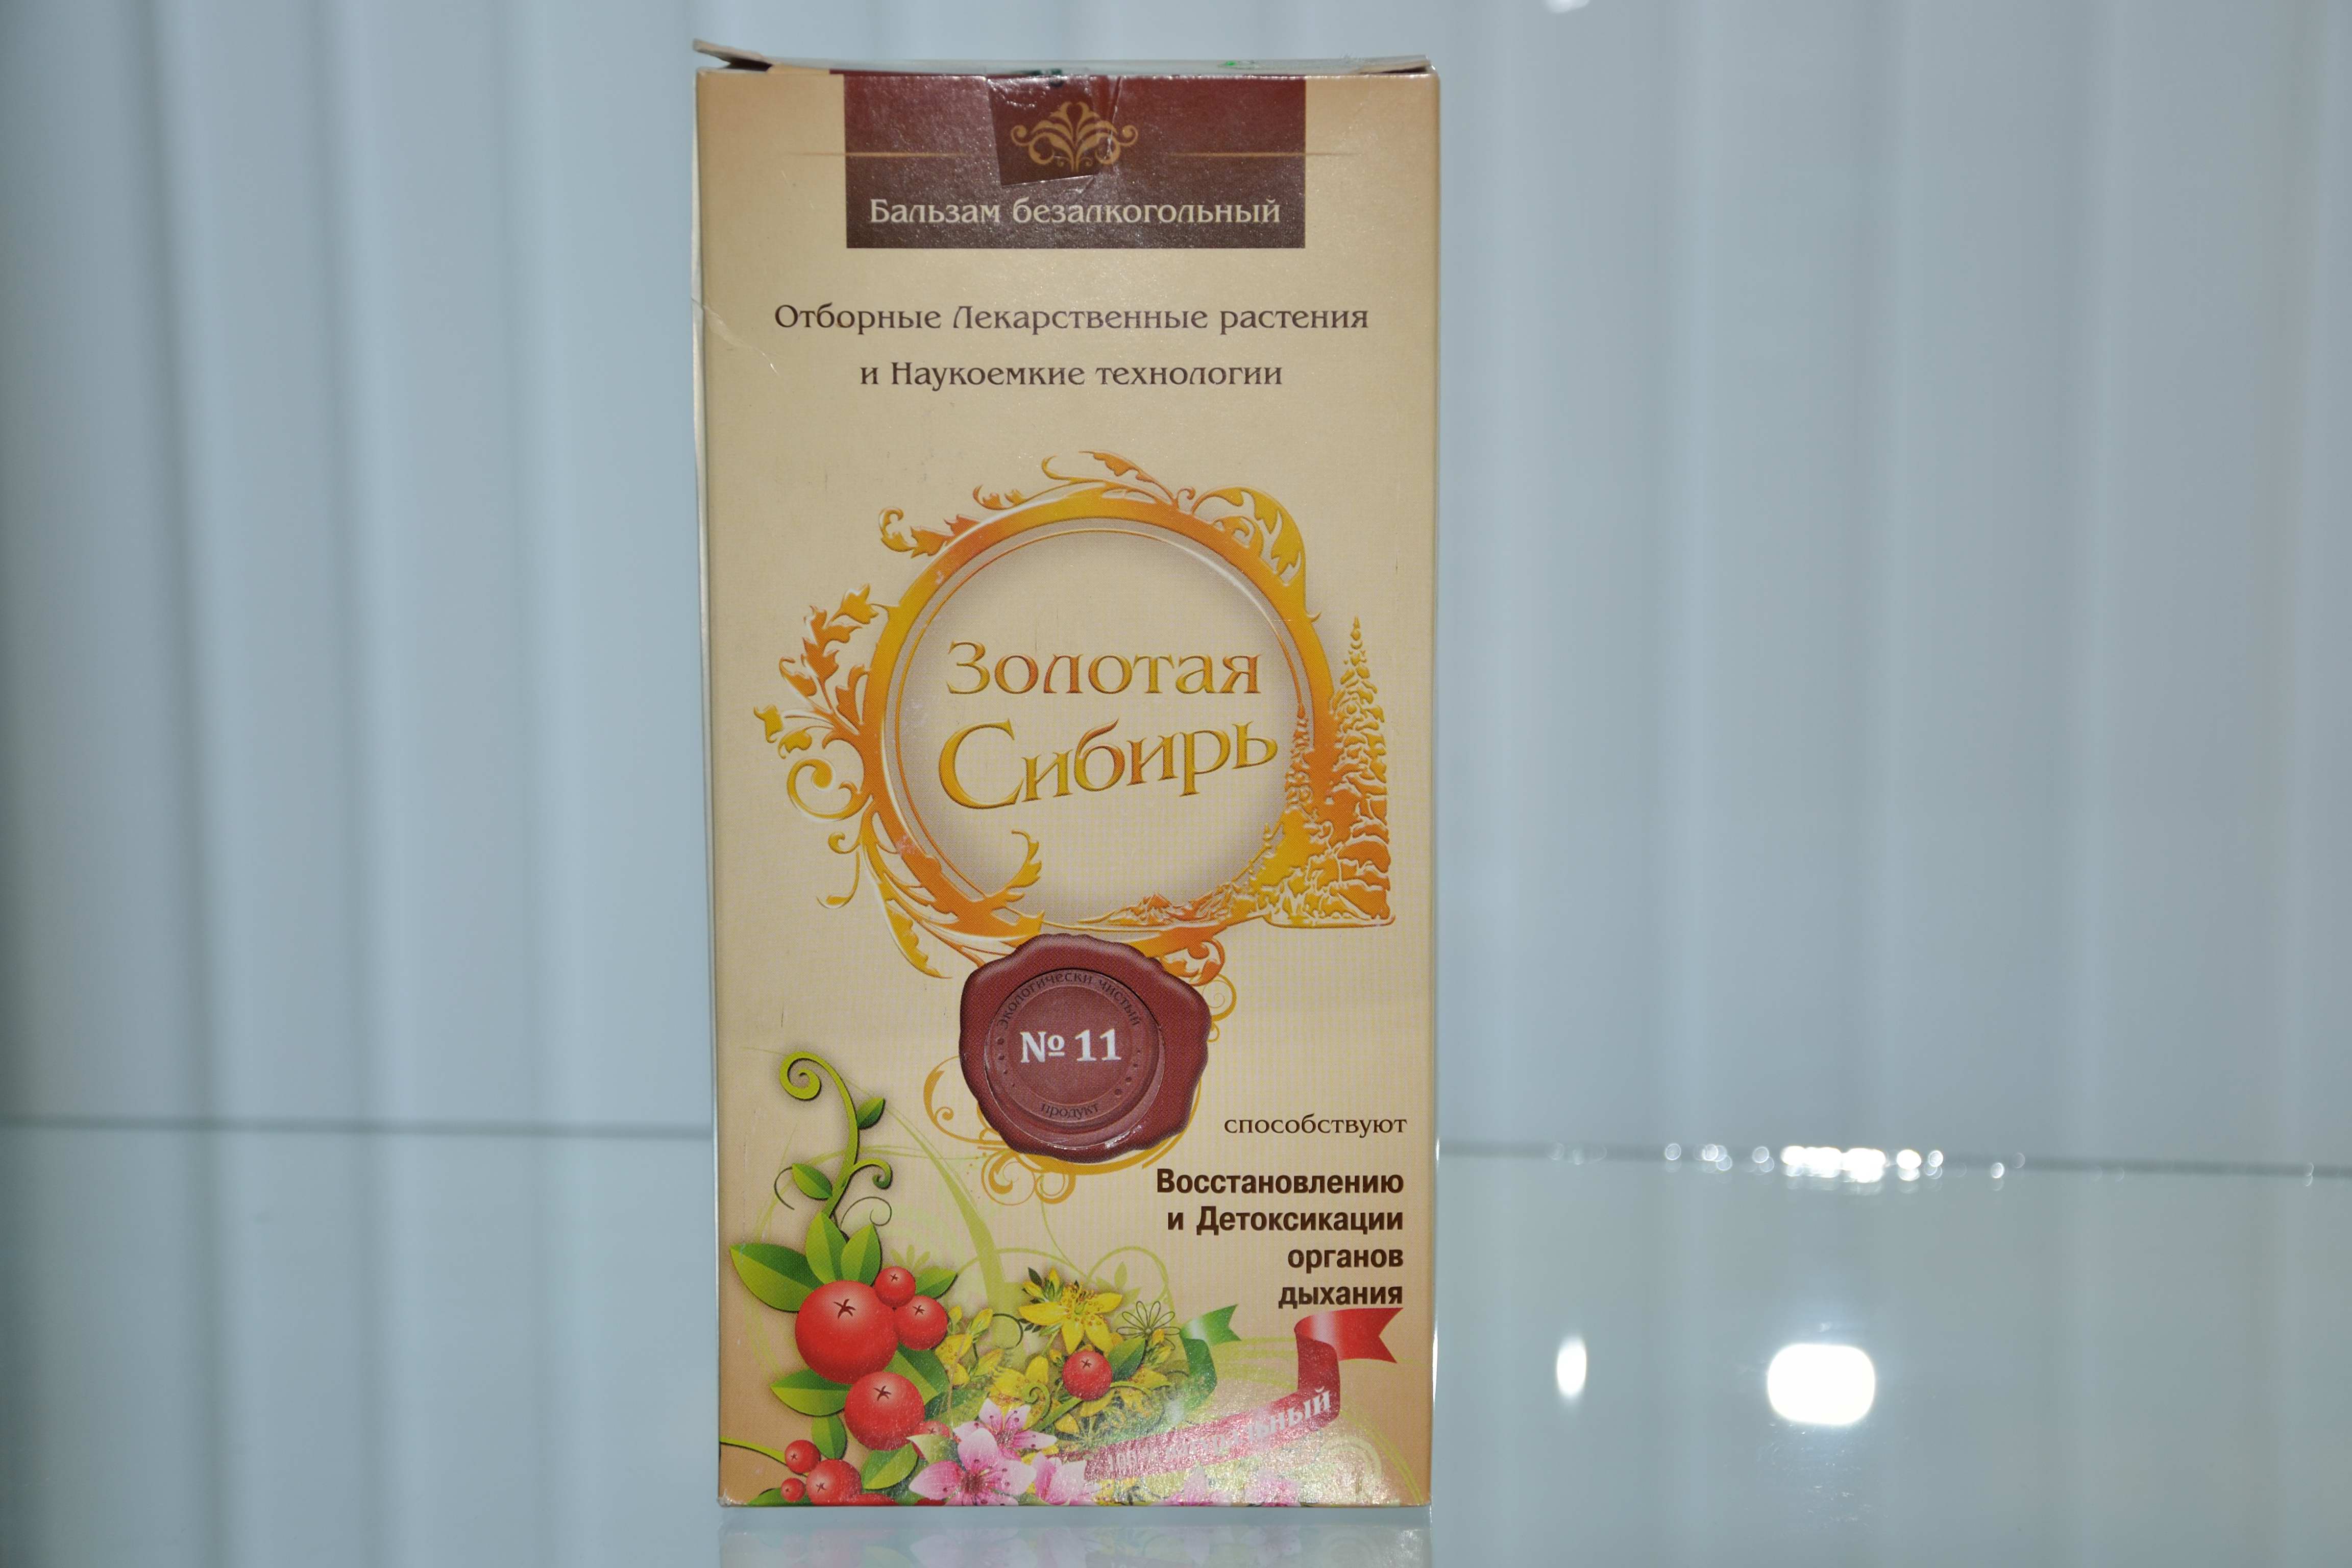 Бальзам безалкогольный
Отборные Лекарственные растения
и Наукоемкие технологии
Золотая
Сибирь
Экологически чистый
№ 11
продукт
способствуют
Восстановлению
и Детоксикации
органов
дыхания